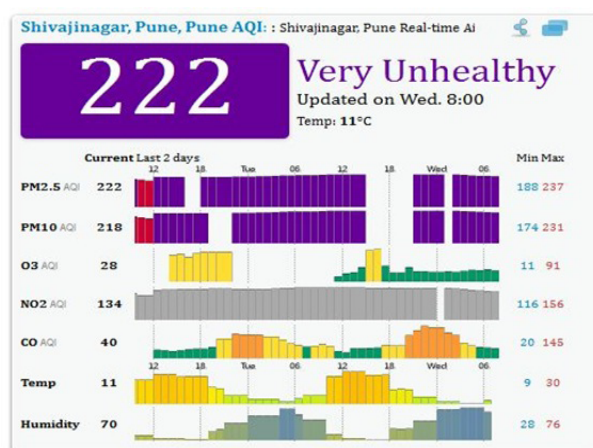 Shivajinagar, Pune, Pune AQI: : Shivajinagar, Pune Real-time Ai
222
Very Unhealthy
Updated on Wed. 8:00
Temp: 11°C
Current Last 2 days Min Max
12 18 Tue 06 12 18 Wed 06
PM2.5 AQI 222 188 237
PM10 AQI 218 174 231
O3 AQI 28 11 91
NO2 AQI 134 116 156
CO AQI 40 20 145
12 18 Tue 06 12 18 Wed 06
Temp 11 9 30
Humidity 70 28 76